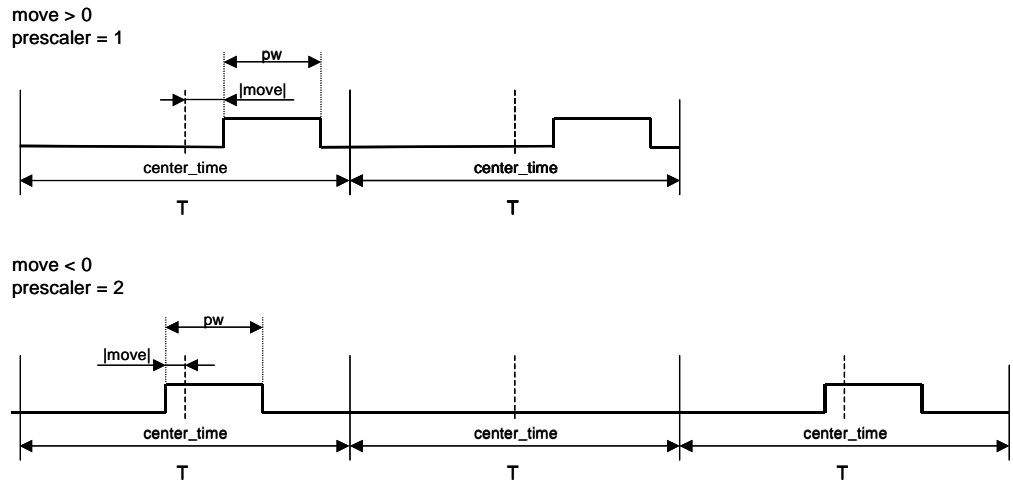 move > 0
prescaler = 1
pw
|move|
center_time center_time
T T
move < 0
prescaler = 2
pw
|move|
center_time center_time center_time
T T T